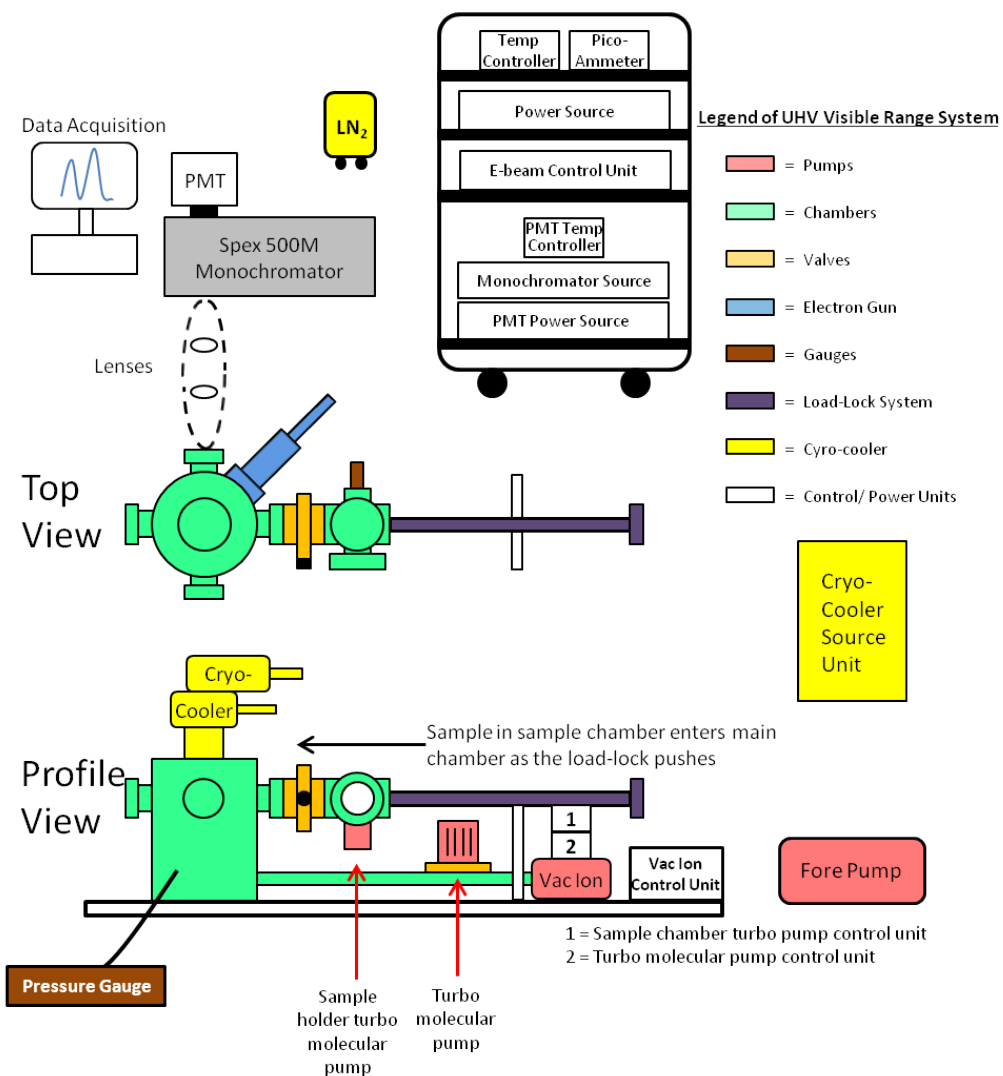 Temp
Controller
Pico-
Ammeter
Power Source
E-beam Control Unit
PMT Temp
Controller
Monochromator Source
PMT Power Source
LN₂
Data Acquisition
PMT
Spex 500M
Monochromator
Lenses
Legend of UHV Visible Range System
= Pumps
= Chambers
= Valves
= Electron Gun
= Gauges
= Load-Lock System
= Cyro-cooler
= Control/ Power Units
Top
View
Cryo-
Cooler
Source
Unit
Cryo-
Cooler
Sample in sample chamber enters main
chamber as the load-lock pushes
Profile
View
1
2
Vac Ion
Vac Ion
Control Unit
Fore Pump
1 = Sample chamber turbo pump control unit
2 = Turbo molecular pump control unit
Pressure Gauge
Sample
holder turbo
molecular
pump
Turbo
molecular
pump